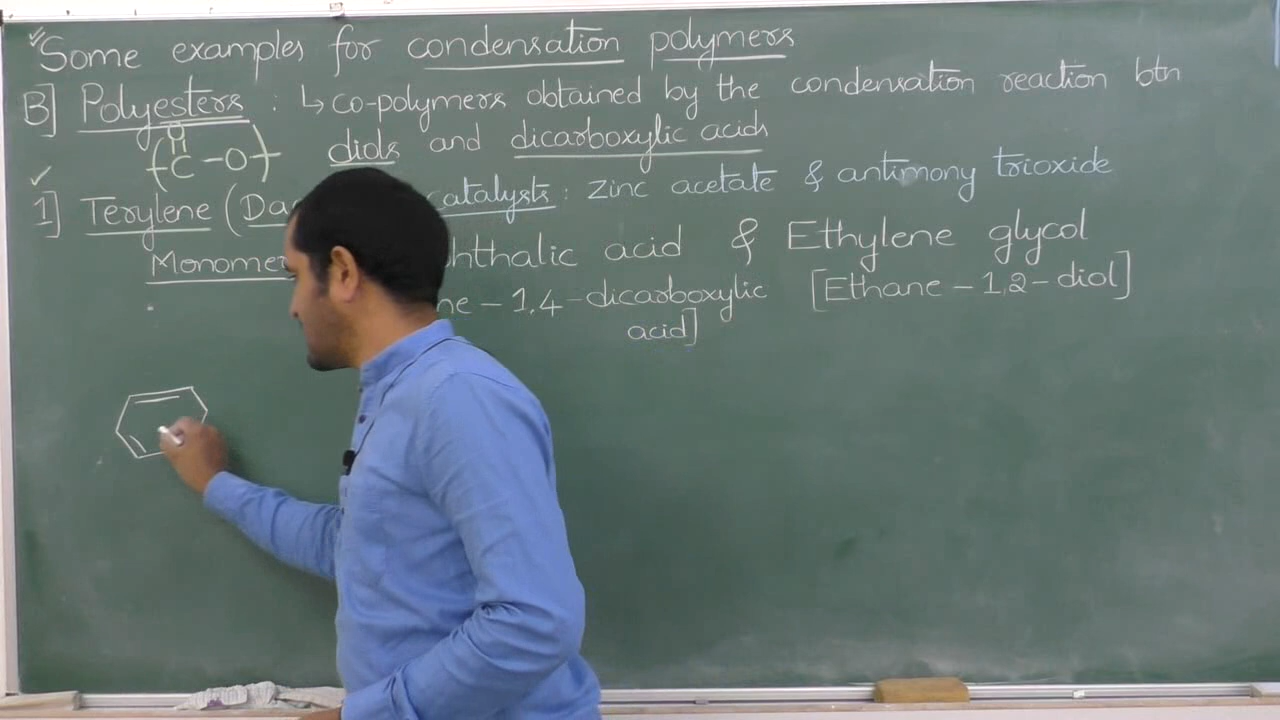 Some examples for condensation polymers
B] Polyesters : ↳ co-polymers obtained by the condensation reaction btn
diols and dicarboxylic acids
(C-O)
O
1] Terylene (Da catalysts : Zinc acetate & antimony trioxide
Monomer hthalic acid & Ethylene glycol
ne - 1,4-dicarboxylic [Ethane - 1,2-diol]
acid]